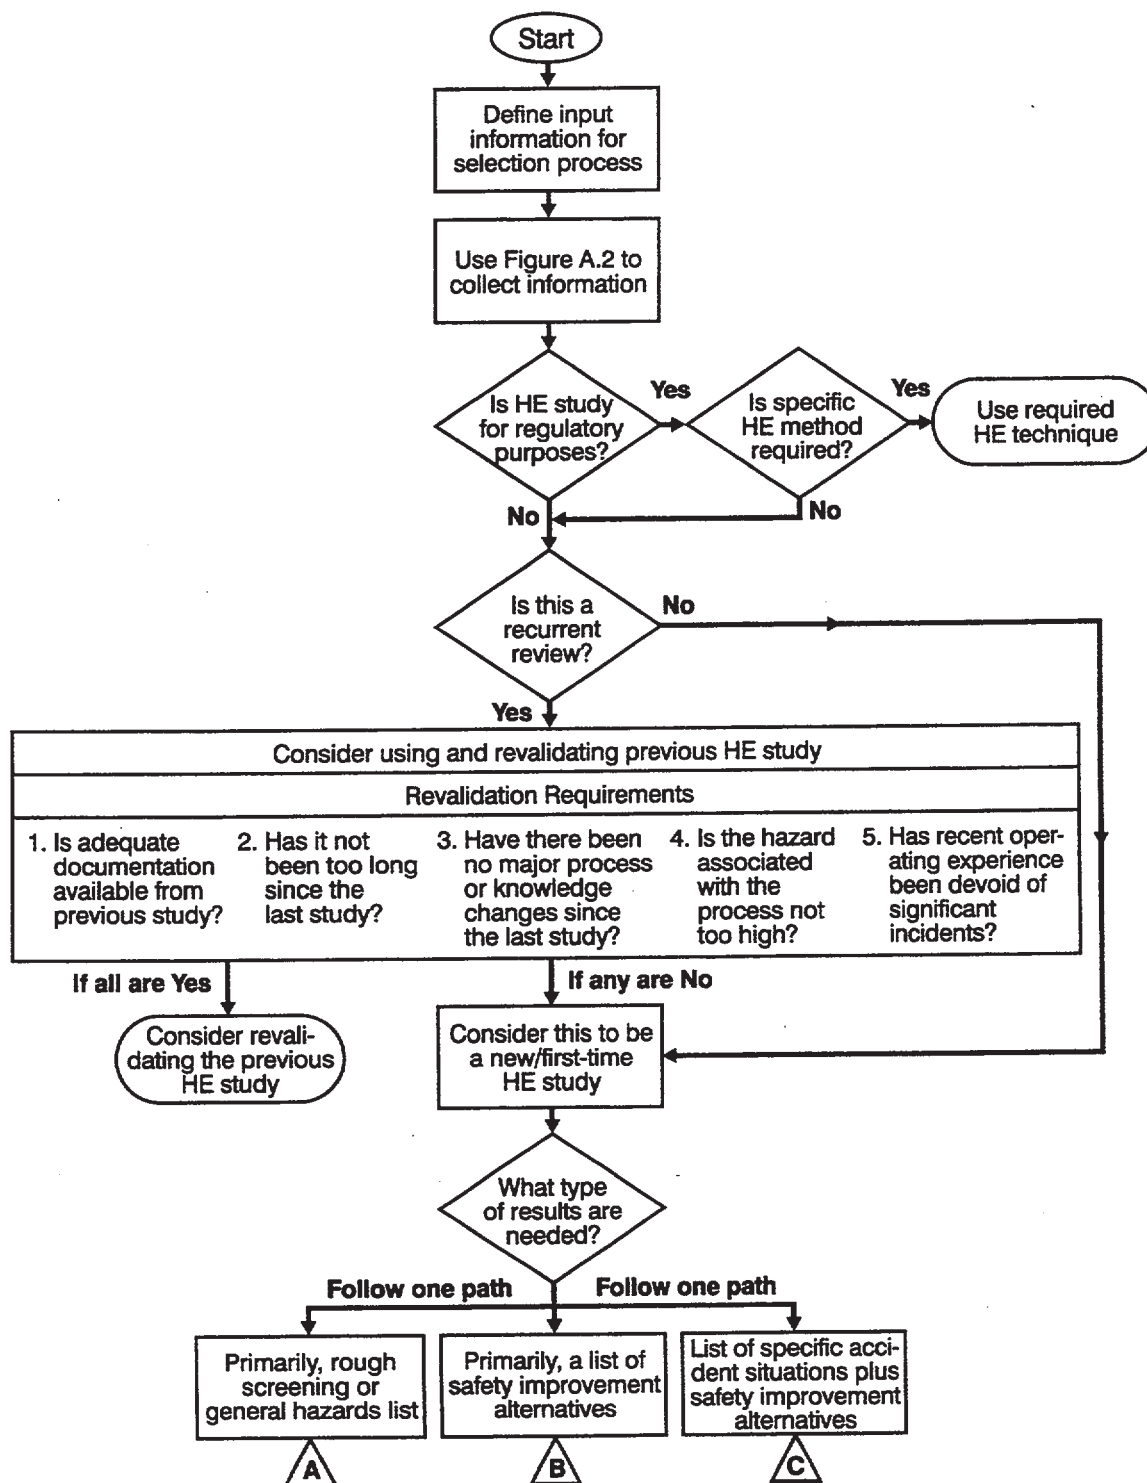 Start
Define input
information for
selection process
Use Figure A.2 to
collect information
Is HE study
for regulatory
purposes?
Yes
Is specific
HE method
required?
Yes
Use required
HE technique
No
No
Is this a
recurrent
review?
No
Yes
Consider using and revalidating previous HE study
Revalidation Requirements
1. Is adequate
documentation
available from
previous study?
2. Has it not
been too long
since the
last study?
3. Have there been
no major process
or knowledge
changes since
the last study?
4. Is the hazard
associated
with the
process not
too high?
5. Has recent oper-
ating experience
been devoid of
significant
incidents?
If all are Yes
If any are No
Consider revali-
dating the previous
HE study
Consider this to be
a new/first-time
HE study
What type
of results are
needed?
Follow one path
Follow one path
Primarily, rough
screening or
general hazards list
Primarily, a list of
safety improvement
alternatives
List of specific acci-
dent situations plus
safety improvement
alternatives
A
B
C